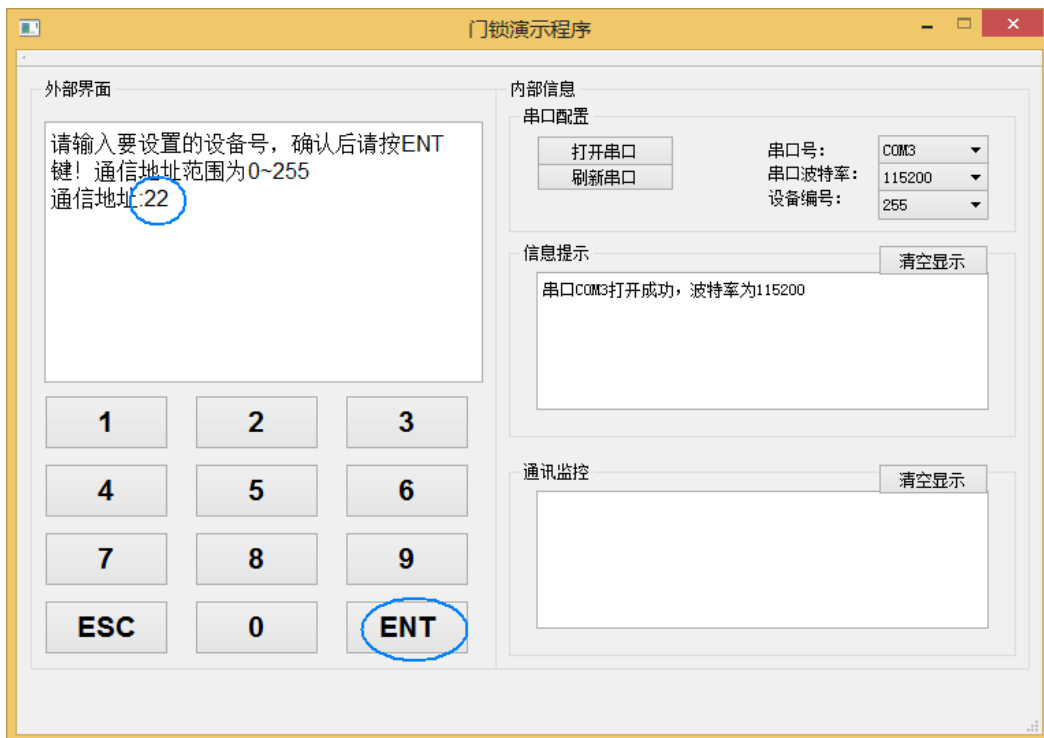 门锁演示程序
外部界面
请输入要设置的设备号，确认后请按ENT
键！通信地址范围为0~255
通信地址:22
1 2 3
4 5 6
7 8 9
ESC 0 ENT
内部信息
串口配置
打开串口
刷新串口
串口号: COM3
串口波特率: 115200
设备编号: 255
信息提示
清空显示
串口COM3打开成功，波特率为115200
通讯监控
清空显示